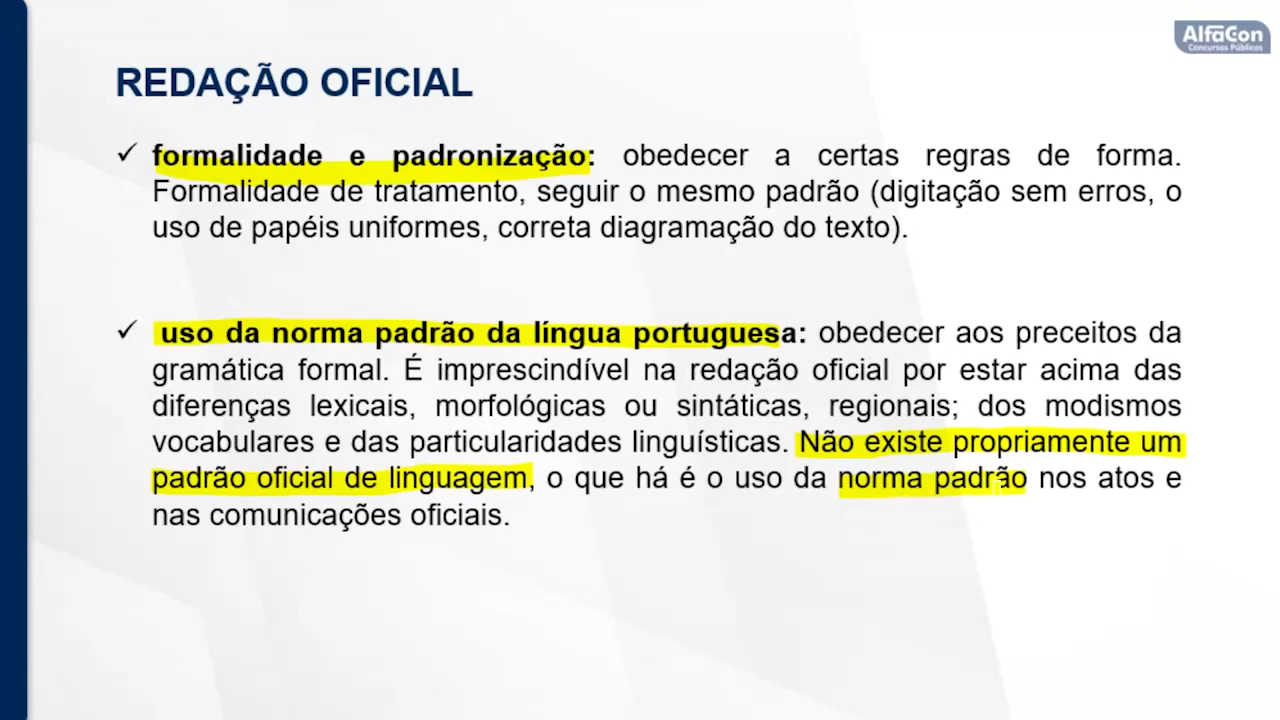 AlfaCon
Concursos Públicos
REDAÇÃO OFICIAL
✓ formalidade e padronização: obedecer a certas regras de forma.
Formalidade de tratamento, seguir o mesmo padrão (digitação sem erros, o
uso de papéis uniformes, correta diagramação do texto).
✓ uso da norma padrão da língua portuguesa: obedecer aos preceitos da
gramática formal. É imprescindível na redação oficial por estar acima das
diferenças lexicais, morfológicas ou sintáticas, regionais; dos modismos
vocabulares e das particularidades linguísticas. Não existe propriamente um
padrão oficial de linguagem, o que há é o uso da norma padrão nos atos e
nas comunicações oficiais.